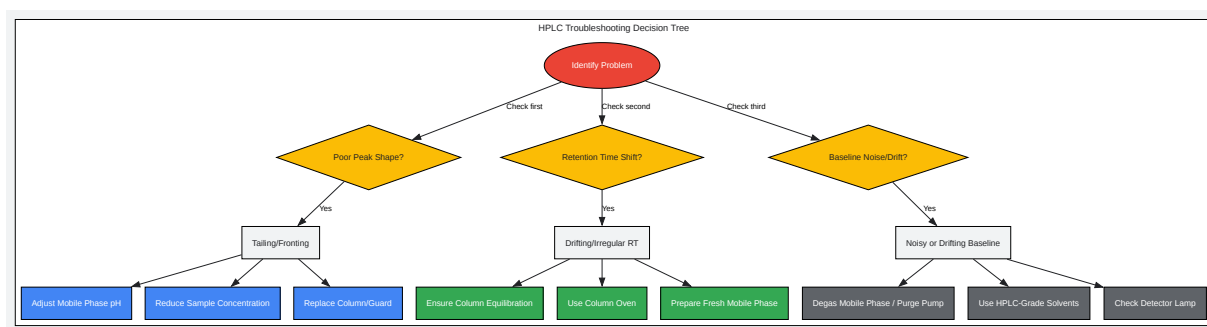 HPLC Troubleshooting Decision Tree
Identify Problem
Check first
Check second
Check third
Poor Peak Shape?
Retention Time Shift?
Baseline Noise/Drift?
Yes
Yes
Yes
Tailing/Fronting
Drifting/Irregular RT
Noisy or Drifting Baseline
Adjust Mobile Phase pH
Reduce Sample Concentration
Replace Column/Guard
Ensure Column Equilibration
Use Column Oven
Prepare Fresh Mobile Phase
Degas Mobile Phase / Purge Pump
Use HPLC-Grade Solvents
Check Detector Lamp